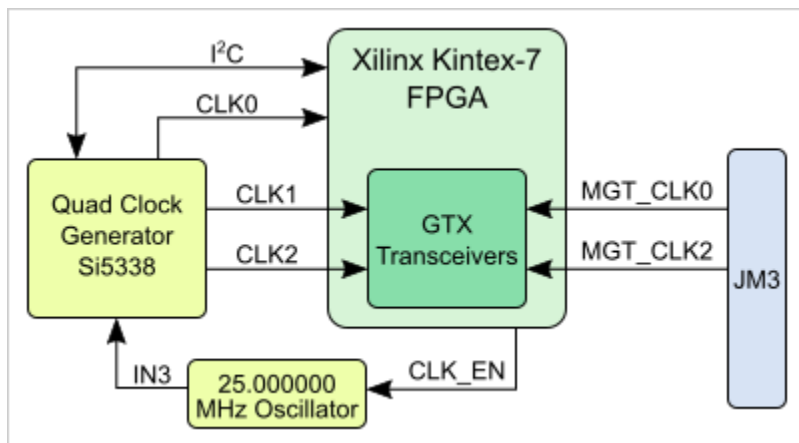 I²C
Xilinx Kintex-7
FPGA
CLK0
Quad Clock
Generator
Si5338
CLK1
CLK2
GTX
Transceivers
MGT_CLK0
MGT_CLK2
JM3
IN3
25.000000
MHz Oscillator
CLK_EN